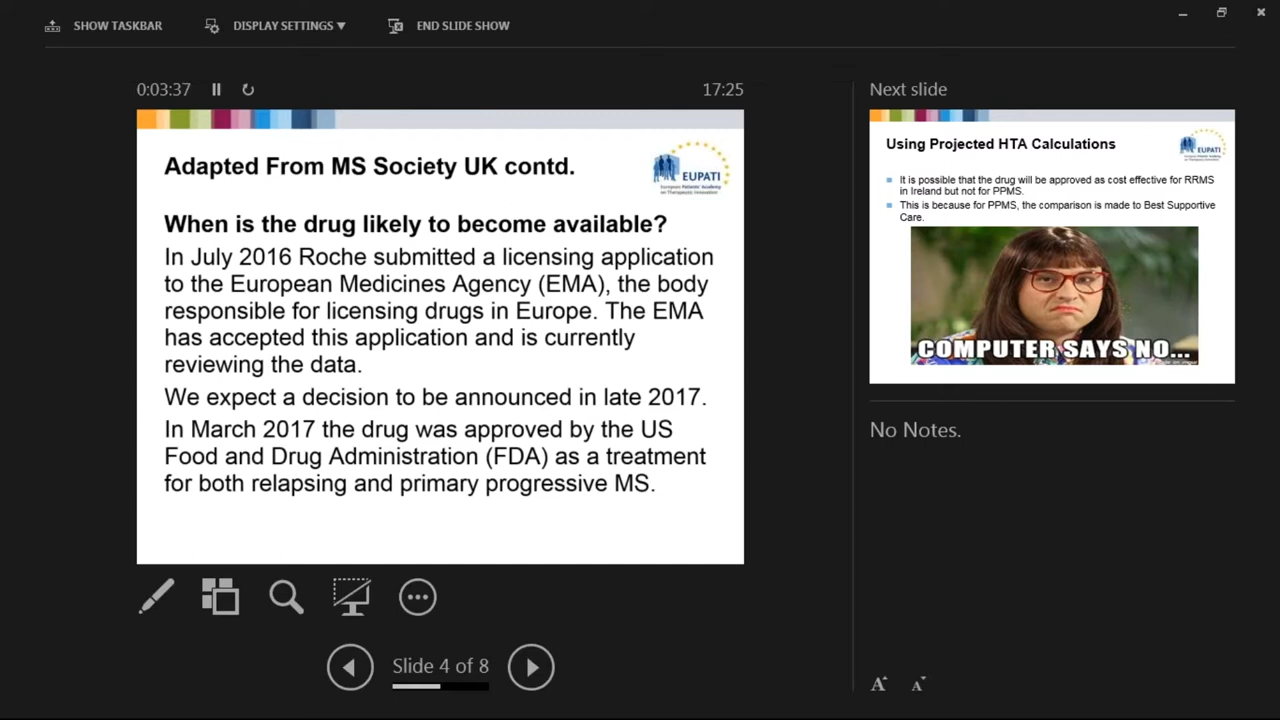 SHOW TASKBAR
DISPLAY SETTINGS ▼
END SLIDE SHOW
0:03:37
17:25
Adapted From MS Society UK contd.
EUPATI
European Patients' Academy
on Therapeutic Innovation
When is the drug likely to become available?
In July 2016 Roche submitted a licensing application
to the European Medicines Agency (EMA), the body
responsible for licensing drugs in Europe. The EMA
has accepted this application and is currently
reviewing the data.
We expect a decision to be announced in late 2017.
In March 2017 the drug was approved by the US
Food and Drug Administration (FDA) as a treatment
for both relapsing and primary progressive MS.
Slide 4 of 8
Next slide
Using Projected HTA Calculations
EUPATI
It is possible that the drug will be approved as cost effective for RRMS
in Ireland but not for PPMS.
This is because for PPMS, the comparison is made to Best Supportive
Care.
COMPUTER SAYS NO...
No Notes.
A A